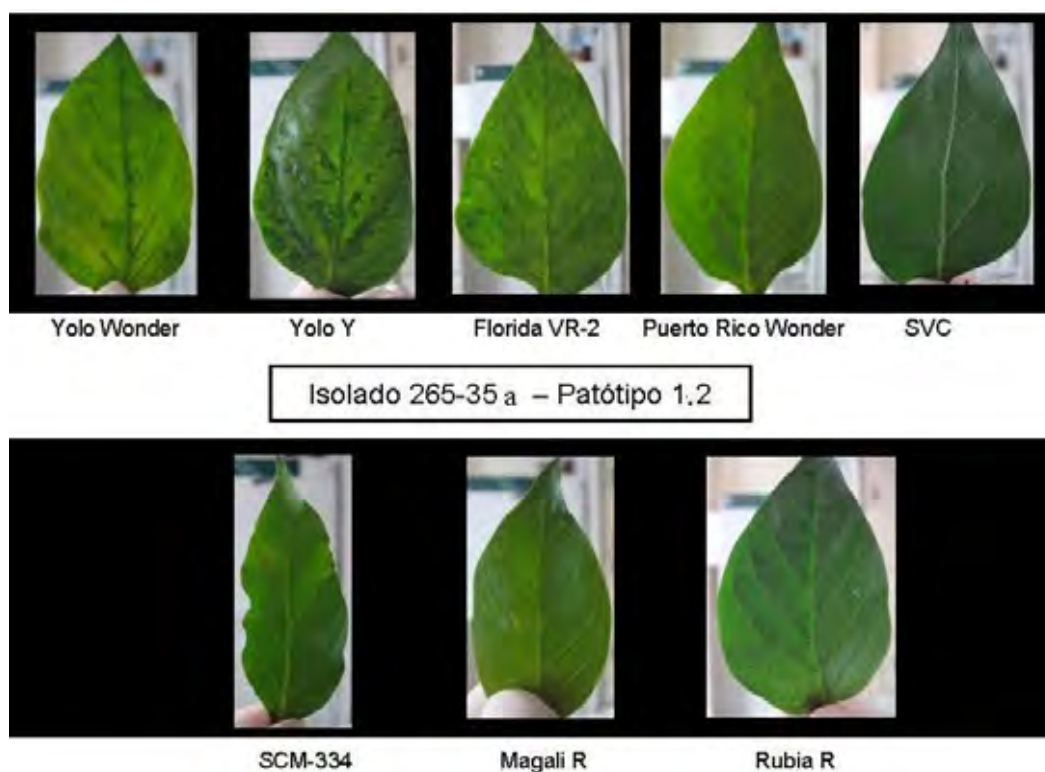 Yolo Wonder Yolo Y Florida VR-2 Puerto Rico Wonder SVC
Isolado 265-35 a – Patótipo 1.2
SCM-334 Magali R Rubia R